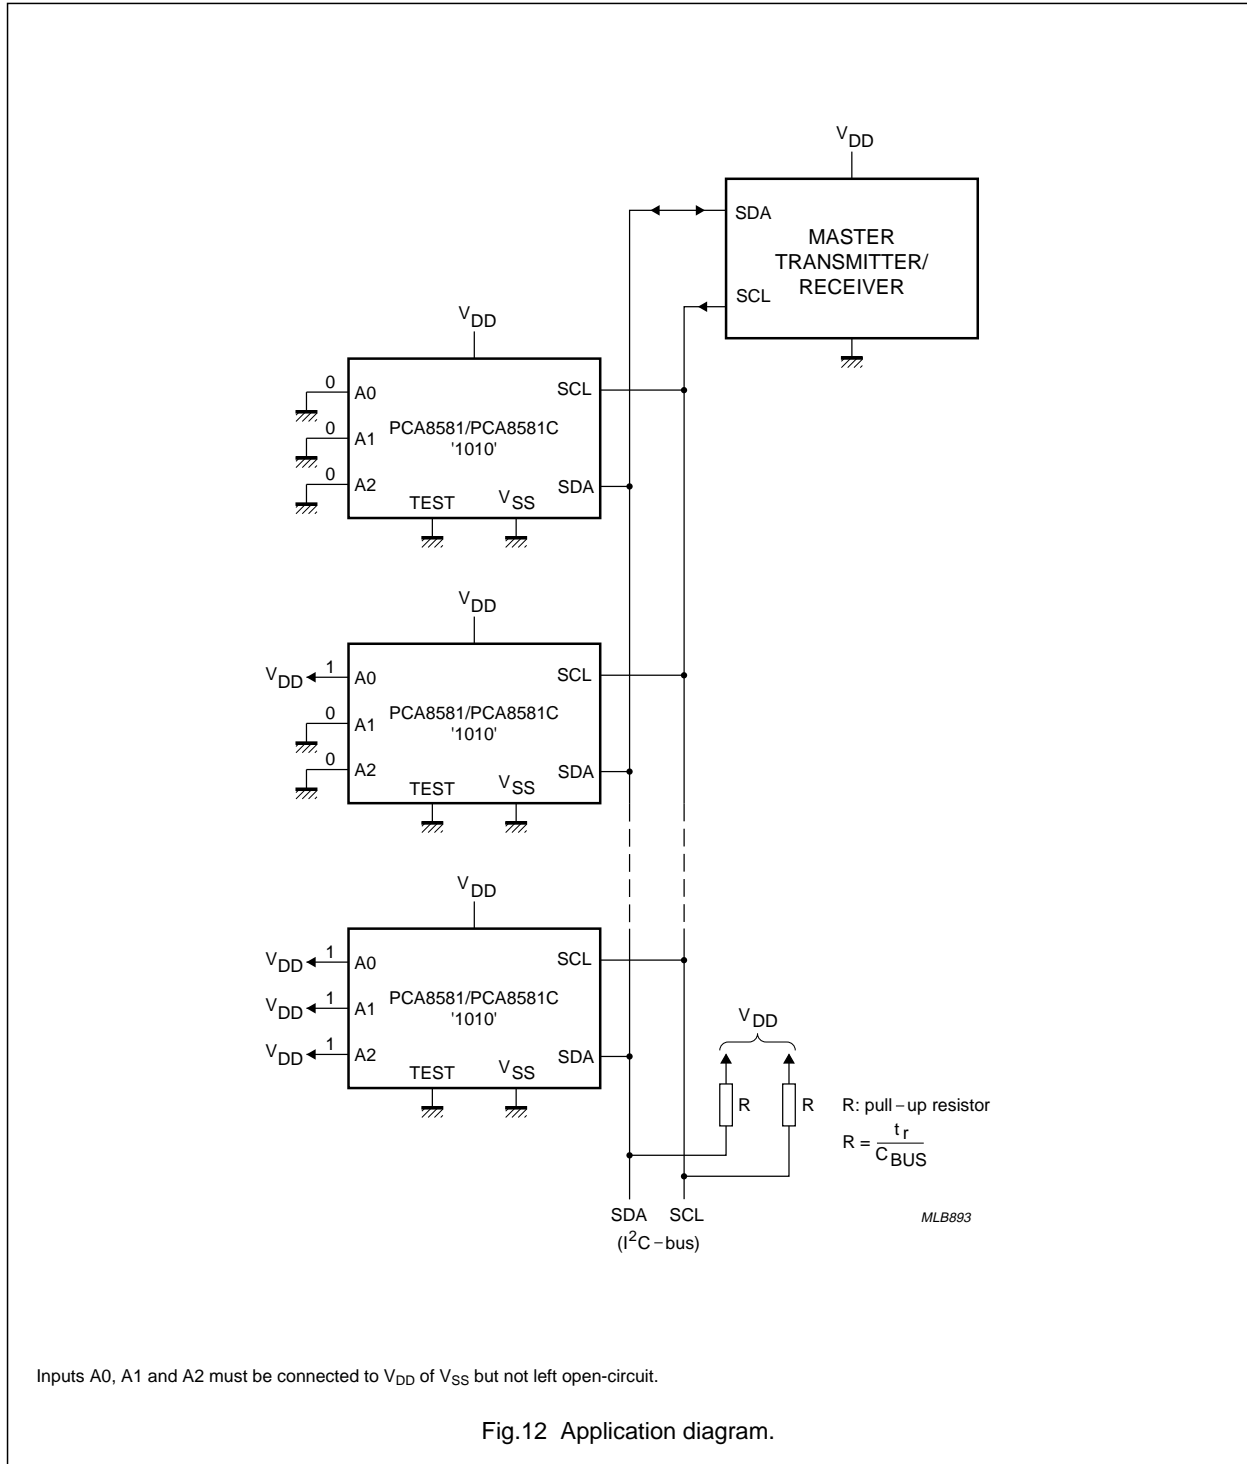 VDD
SDA
MASTER
TRANSMITTER/
RECEIVER
SCL
VDD
0
A0
SCL
0
A1
PCA8581/PCA8581C
'1010'
0
A2
SDA
TEST
VSS
VDD
VDD
1
A0
SCL
0
A1
PCA8581/PCA8581C
'1010'
0
A2
SDA
TEST
VSS
VDD
VDD
1
A0
SCL
VDD
1
A1
PCA8581/PCA8581C
'1010'
VDD
1
A2
SDA
TEST
VSS
VDD
R
R
R: pull–up resistor
R = tr
CBUS
SDA SCL
(I2C–bus)
MLB893
Inputs A0, A1 and A2 must be connected to VDD of VSS but not left open-circuit.
Fig.12 Application diagram.